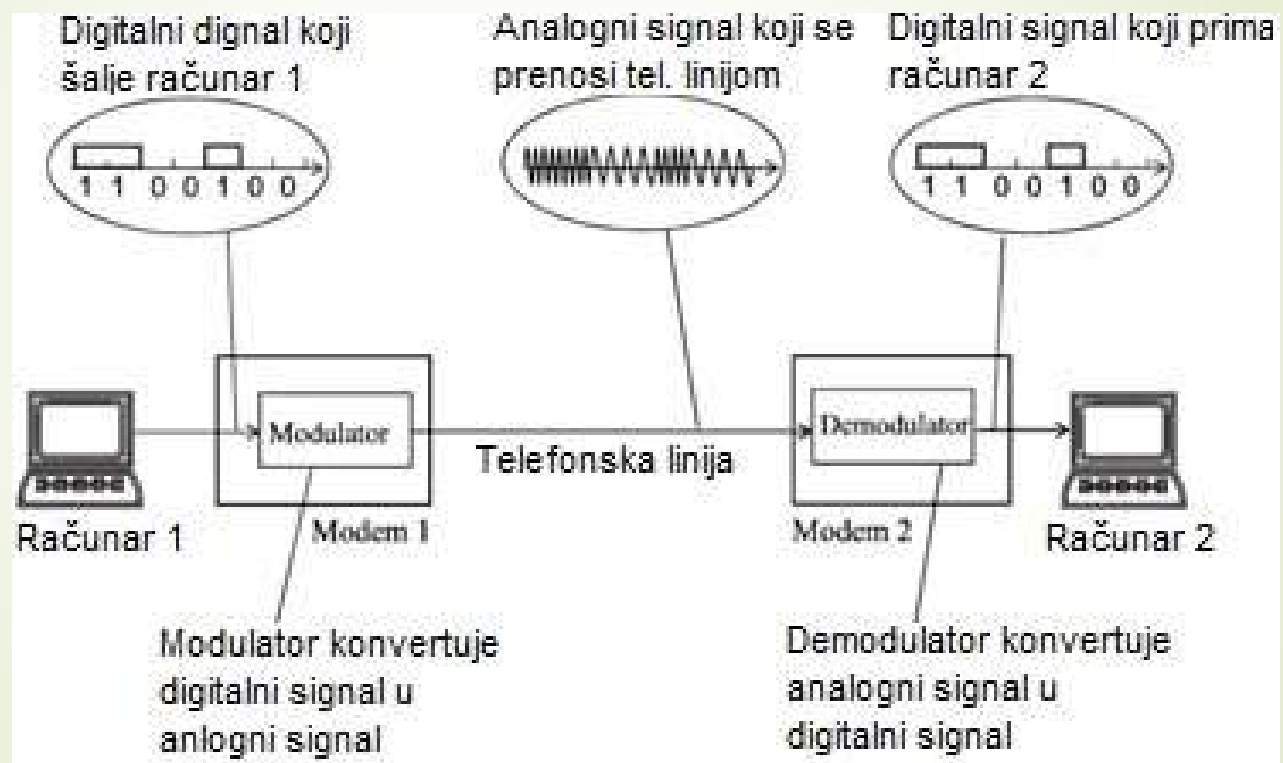 Digitalni dignal koji
šalje računar 1
Analogni signal koji se
prenosi tel. linijom
Digitalni signal koji prima
računar 2
1 1 0 0 1 0 0
1 1 0 0 1 0 0
Modulator
Telefonska linija
Demodulator
Računar 1
Modem 1
Modem 2
Računar 2
Modulator konvertuje
digitalni signal u
anlogni signal
Demodulator konvertuje
analogni signal u
digitalni signal